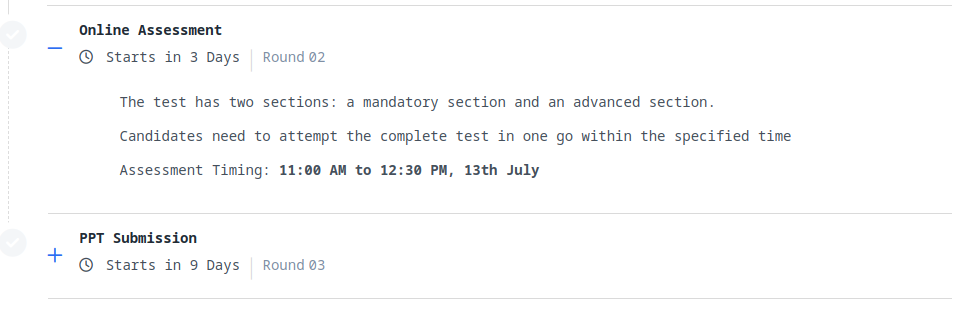 Online Assessment
Starts in 3 Days
Round 02
The test has two sections: a mandatory section and an advanced section.
Candidates need to attempt the complete test in one go within the specified time
Assessment Timing: 11:00 AM to 12:30 PM, 13th July
PPT Submission
Starts in 9 Days
Round 03